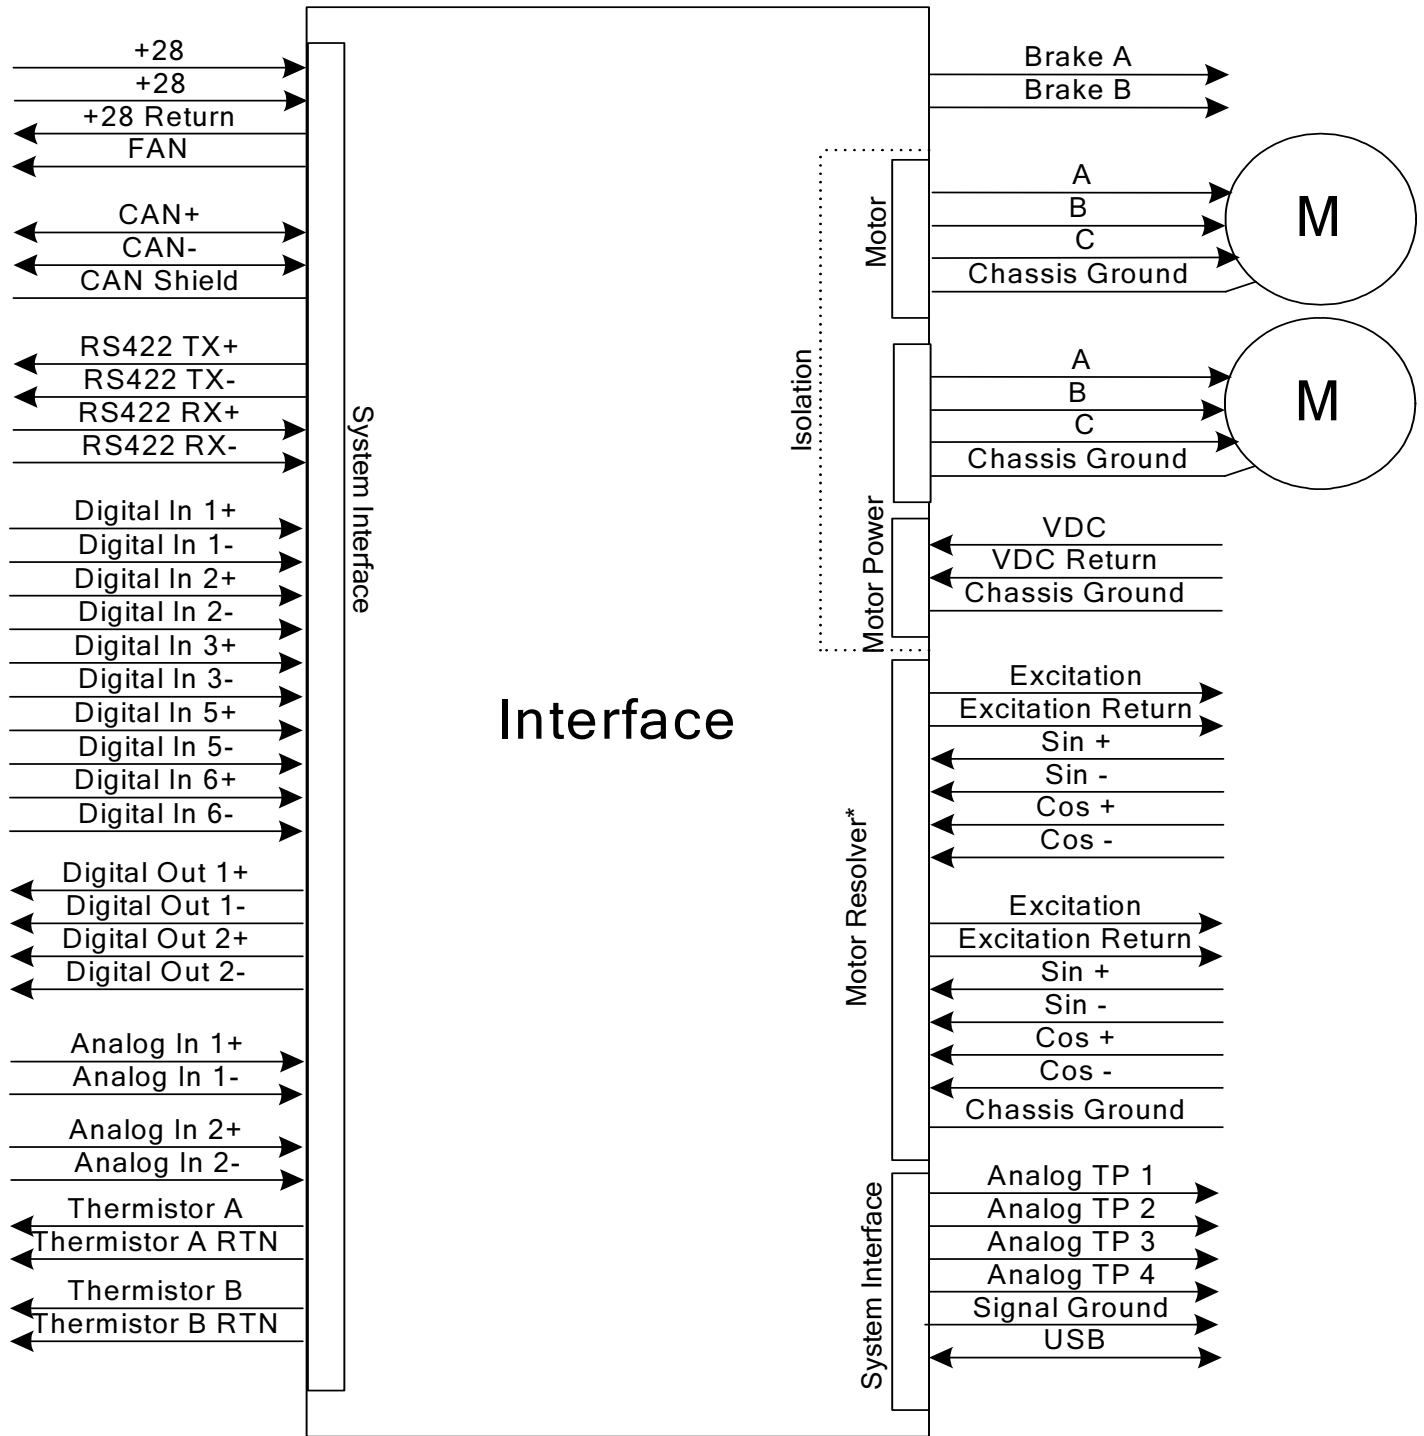 +28
+28
+28 Return
FAN
CAN+
CAN-
CAN Shield
RS422 TX+
RS422 TX-
RS422 RX+
RS422 RX-
Digital In 1+
Digital In 1-
Digital In 2+
Digital In 2-
Digital In 3+
Digital In 3-
Digital In 5+
Digital In 5-
Digital In 6+
Digital In 6-
Digital Out 1+
Digital Out 1-
Digital Out 2+
Digital Out 2-
Analog In 1+
Analog In 1-
Analog In 2+
Analog In 2-
Thermistor A
Thermistor A RTN
Thermistor B
Thermistor B RTN
System Interface
Interface
Isolation
Motor
Motor Power
Motor Resolver*
System Interface
Brake A
Brake B
A
B
C
Chassis Ground
M
A
B
C
Chassis Ground
M
VDC
VDC Return
Chassis Ground
Excitation
Excitation Return
Sin +
Sin -
Cos +
Cos -
Excitation
Excitation Return
Sin +
Sin -
Cos +
Cos -
Chassis Ground
Analog TP 1
Analog TP 2
Analog TP 3
Analog TP 4
Signal Ground
USB